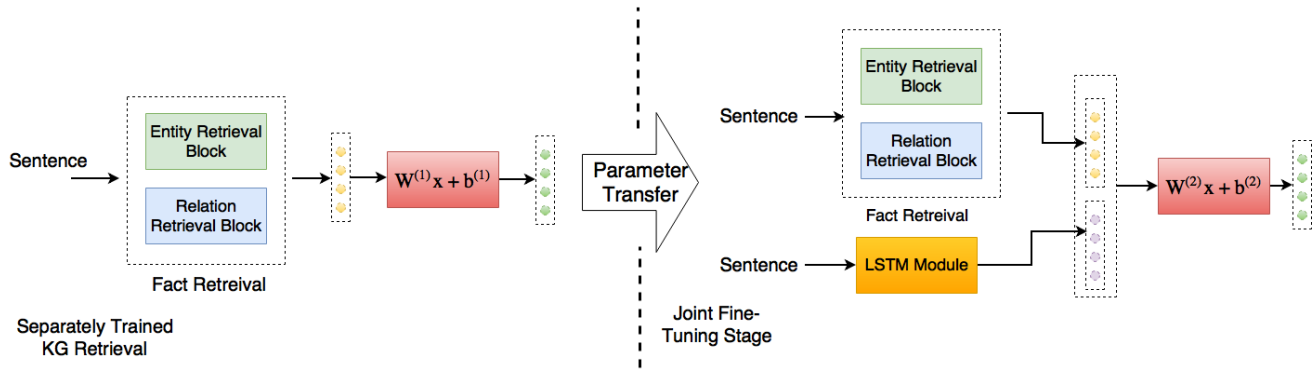 Sentence
Entity Retrieval
Block
Relation
Retrieval Block
Fact Retreival
W(1)x + b(1)
Separately Trained
KG Retrieval
Parameter
Transfer
Sentence
Entity Retrieval
Block
Relation
Retrieval Block
Fact Retreival
Sentence
LSTM Module
W(2)x + b(2)
Joint Fine-
Tuning Stage